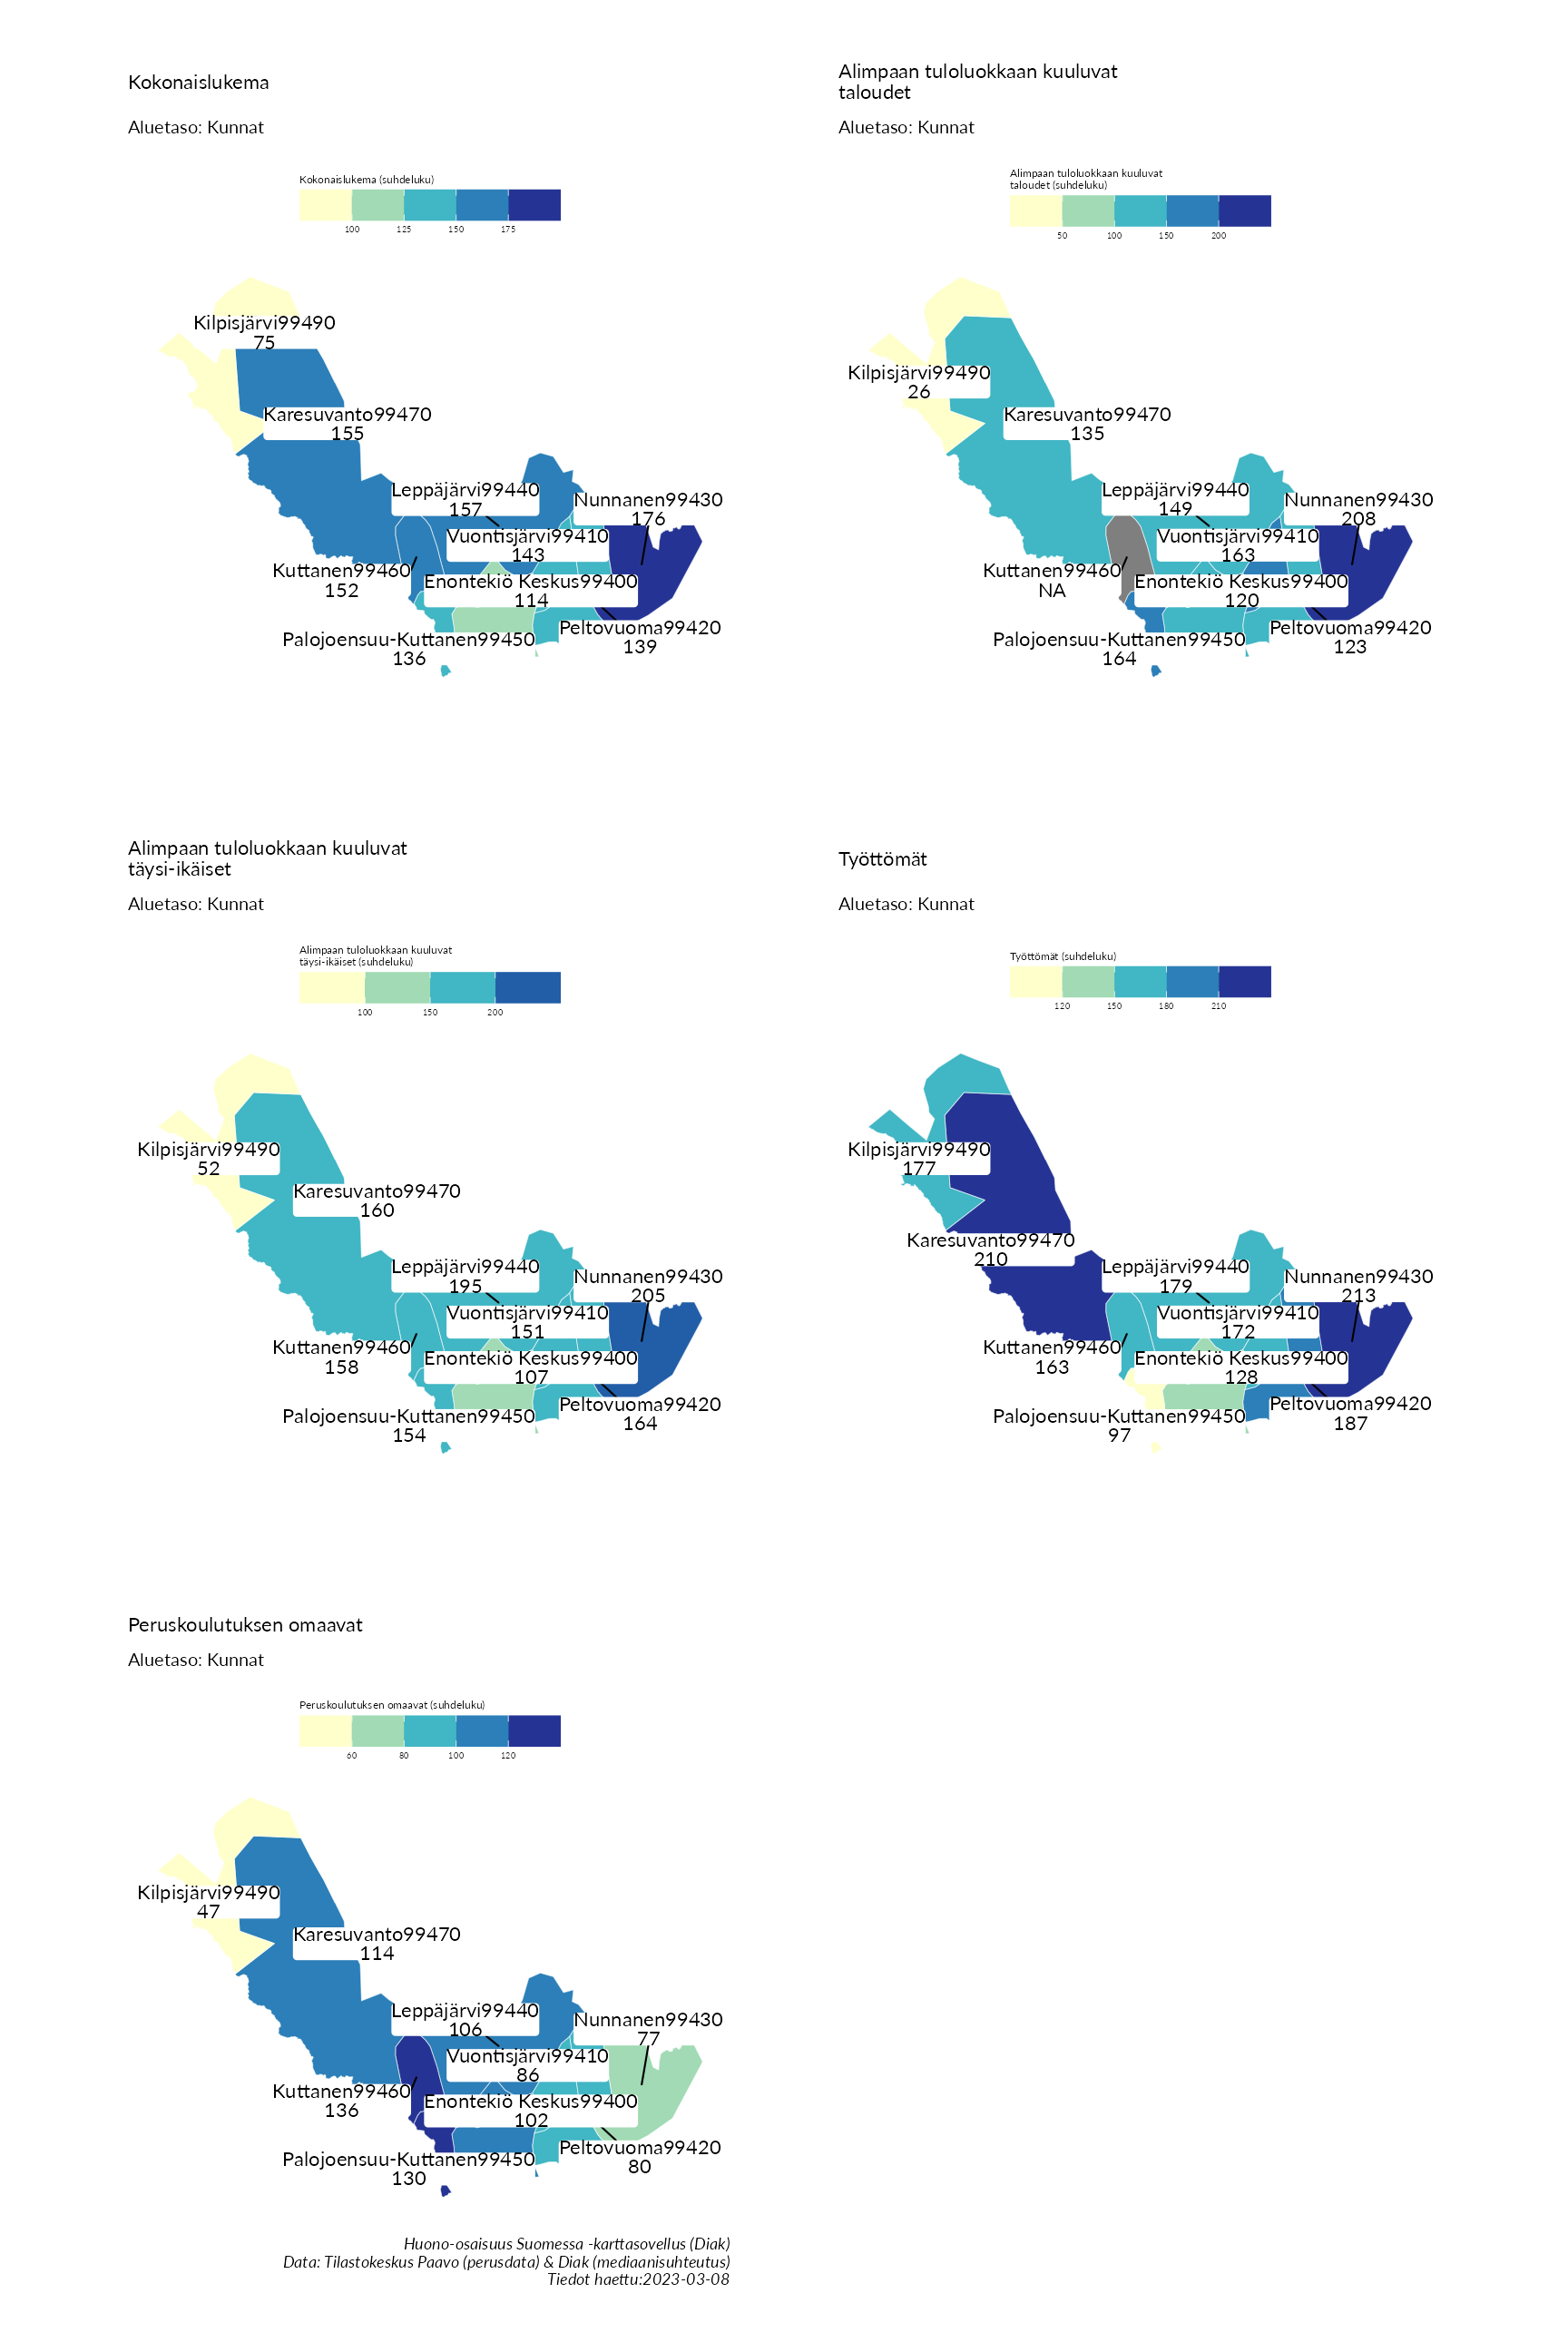 Kokonaislukema
Aluetaso: Kunnat
Kokonaislukema (suhdeluku)
100 125 150 175
Kilpisjärvi99490
75
Karesuvanto99470
155
Leppäjärvi99440
157
Nunnanen99430
176
Vuontisjärvi99410
143
Kuttanen99460
152
Enontekiö Keskus99400
114
Peltovuoma99420
139
Palojoensuu-Kuttanen99450
136
Alimpaan tuloluokkaan kuuluvat
taloudet
Aluetaso: Kunnat
Alimpaan tuloluokkaan kuuluvat
taloudet (suhdeluku)
50 100 150 200
Kilpisjärvi99490
26
Karesuvanto99470
135
Leppäjärvi99440
149
Nunnanen99430
208
Vuontisjärvi99410
163
Kuttanen99460
NA
Enontekiö Keskus99400
120
Peltovuoma99420
123
Palojoensuu-Kuttanen99450
164
Alimpaan tuloluokkaan kuuluvat
täysi-ikäiset
Aluetaso: Kunnat
Alimpaan tuloluokkaan kuuluvat
täysi-ikäiset (suhdeluku)
100 150 200
Kilpisjärvi99490
52
Karesuvanto99470
160
Leppäjärvi99440
195
Nunnanen99430
205
Vuontisjärvi99410
151
Kuttanen99460
158
Enontekiö Keskus99400
107
Peltovuoma99420
164
Palojoensuu-Kuttanen99450
154
Työttömät
Aluetaso: Kunnat
Työttömät (suhdeluku)
120 150 180 210
Kilpisjärvi99490
177
Karesuvanto99470
210
Leppäjärvi99440
179
Nunnanen99430
213
Vuontisjärvi99410
172
Kuttanen99460
163
Enontekiö Keskus99400
128
Peltovuoma99420
187
Palojoensuu-Kuttanen99450
97
Peruskoulutuksen omaavat
Aluetaso: Kunnat
Peruskoulutuksen omaavat (suhdeluku)
60 80 100 120
Kilpisjärvi99490
47
Karesuvanto99470
114
Leppäjärvi99440
106
Nunnanen99430
77
Vuontisjärvi99410
86
Kuttanen99460
136
Enontekiö Keskus99400
102
Peltovuoma99420
80
Palojoensuu-Kuttanen99450
130
Huono-osaisuus Suomessa -karttasovellus (Diak)
Data: Tilastokeskus Paavo (perusdata) & Diak (mediaanisuhteutus)
Tiedot haettu:2023-03-08